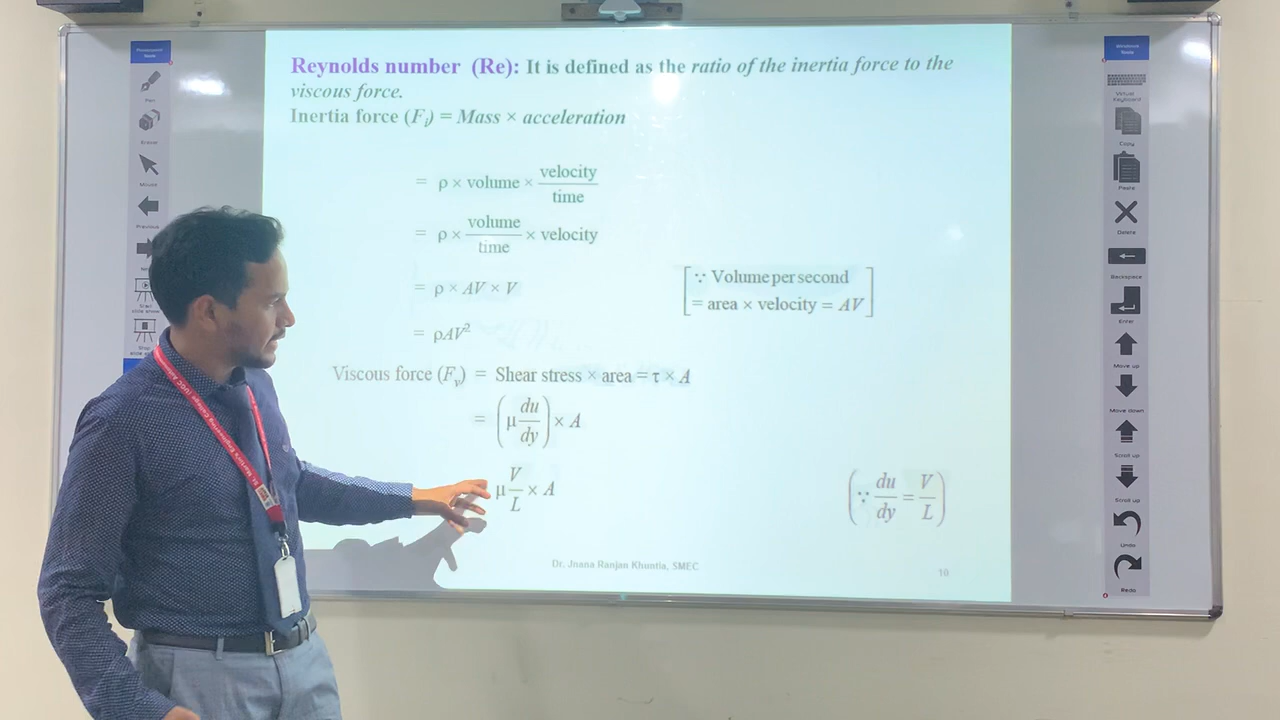 Reynolds number (Re): It is defined as the ratio of the inertia force to the
viscous force.
Inertia force (Fi) = Mass × acceleration
= ρ × volume × velocity/time
= ρ × volume/time × velocity
= ρ × AV × V
[∵ Volume per second
= area × velocity = AV]
= ρAV²
Viscous force (Fv) = Shear stress × area = τ × A
= (μ du/dy) × A
μ V/L × A
(∵ du/dy = V/L)
Dr. Jnana Ranjan Khuntia, SMEC
10
Pen
Eraser
Mouse
Previous
Virtual
Keyboard
Copy
Paste
Delete
Backspace
Enter
Move up
Move down
Scroll up
Scroll up
Undo
Redo